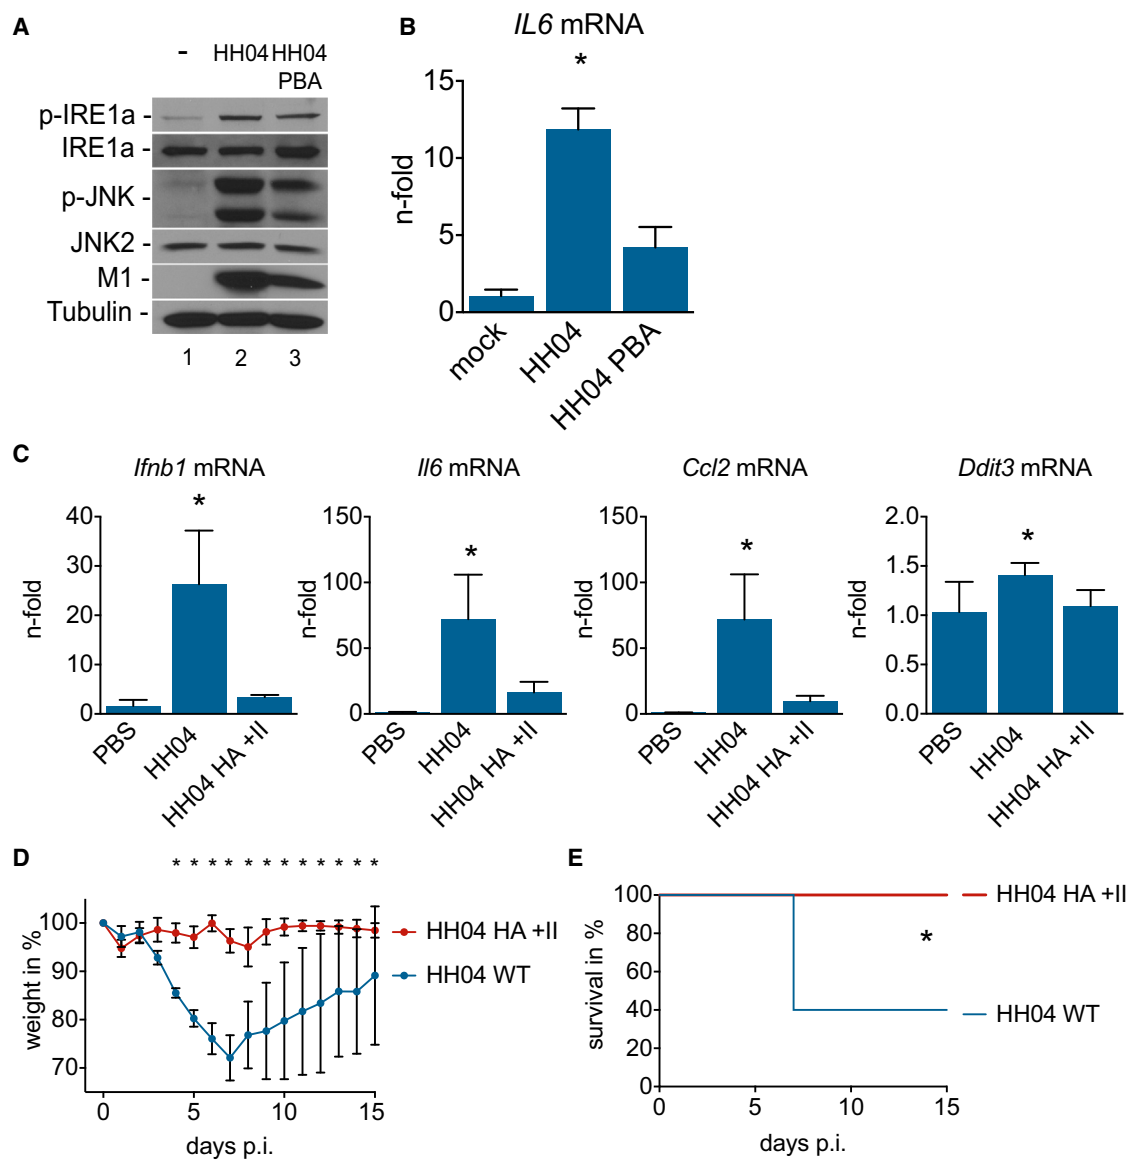 A
-
HH04
HH04
PBA
p-IRE1a -
IRE1a -
p-JNK -
JNK2 -
M1 -
Tubulin -
1 2 3
B
IL6 mRNA
*
15
10
5
0
n-fold
mock
HH04
HH04 PBA
C
Ifnb1 mRNA
*
40
30
20
10
0
n-fold
PBS
HH04
HH04 HA +II
Il6 mRNA
*
150
100
50
0
n-fold
PBS
HH04
HH04 HA +II
Ccl2 mRNA
*
150
100
50
0
n-fold
PBS
HH04
HH04 HA +II
Ddit3 mRNA
*
2.0
1.5
1.0
0.5
0.0
n-fold
PBS
HH04
HH04 HA +II
D
* * * * * * * * * * * *
100
90
80
70
weight in %
0 5 10 15
days p.i.
HH04 HA +II
HH04 WT
E
100
80
60
40
20
0
survival in %
*
0 5 10 15
days p.i.
HH04 HA +II
HH04 WT